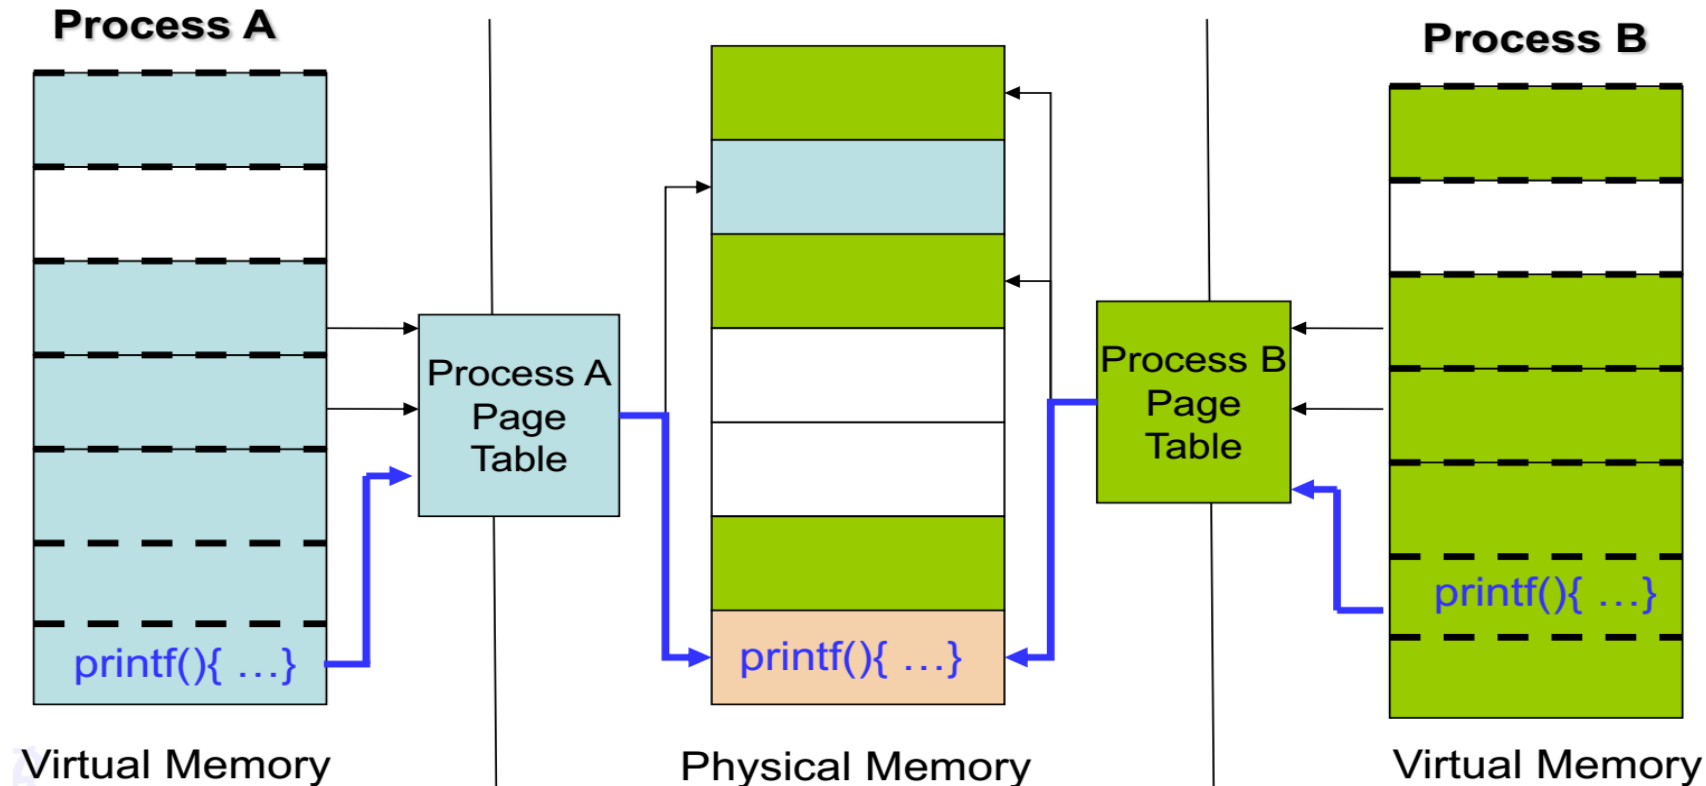 Process A
Process B
Process A
Page
Table
Process B
Page
Table
printf(){ …}
printf(){ …}
printf(){ …}
Virtual Memory
Physical Memory
Virtual Memory